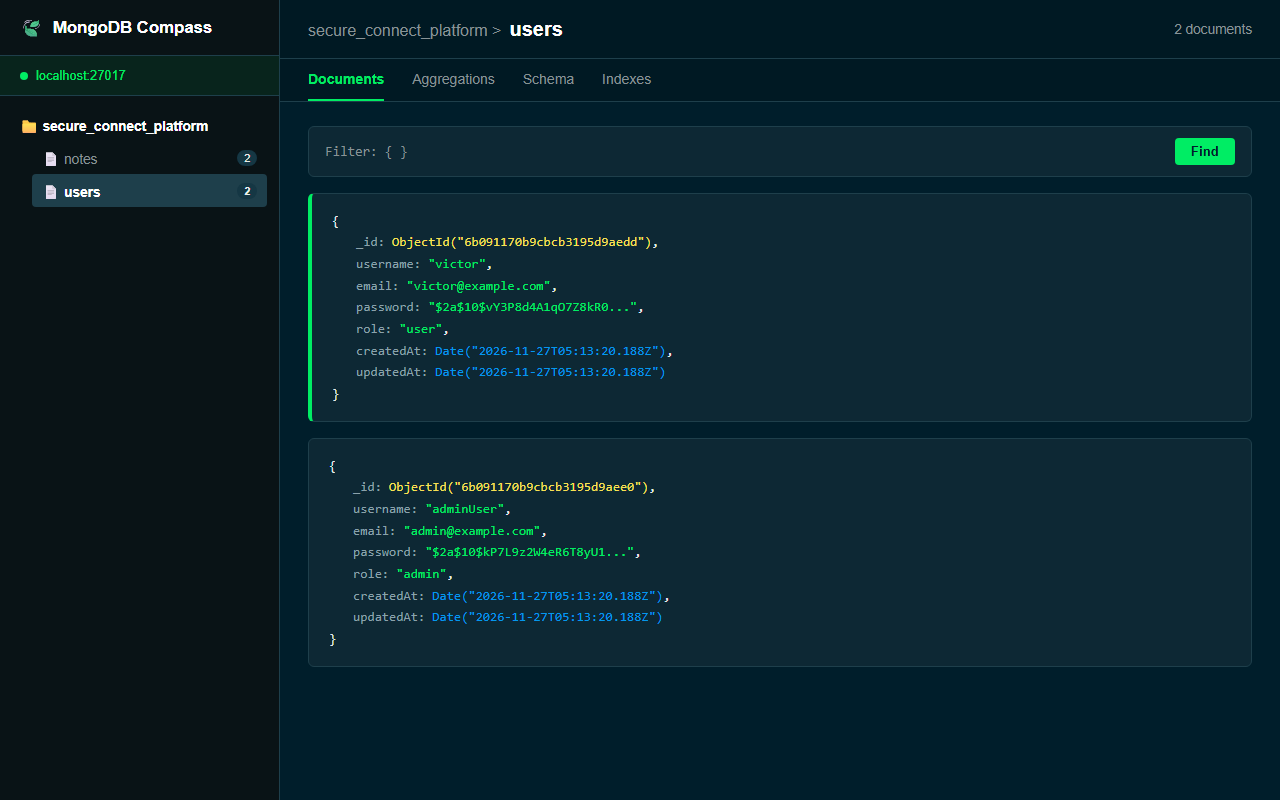 MongoDB Compass
localhost:27017
secure_connect_platform
notes 2
users 2
secure_connect_platform > users
2 documents
Documents Aggregations Schema Indexes
Filter: { }
Find
{
_id: ObjectId("6b091170b9cbcb3195d9aedd"),
username: "victor",
email: "victor@example.com",
password: "$2a$10$vY3P8d4A1qO7Z8kR0...",
role: "user",
createdAt: Date("2026-11-27T05:13:20.188Z"),
updatedAt: Date("2026-11-27T05:13:20.188Z")
}
{
_id: ObjectId("6b091170b9cbcb3195d9aee0"),
username: "adminUser",
email: "admin@example.com",
password: "$2a$10$kP7L9z2W4eR6T8yU1...",
role: "admin",
createdAt: Date("2026-11-27T05:13:20.188Z"),
updatedAt: Date("2026-11-27T05:13:20.188Z")
}